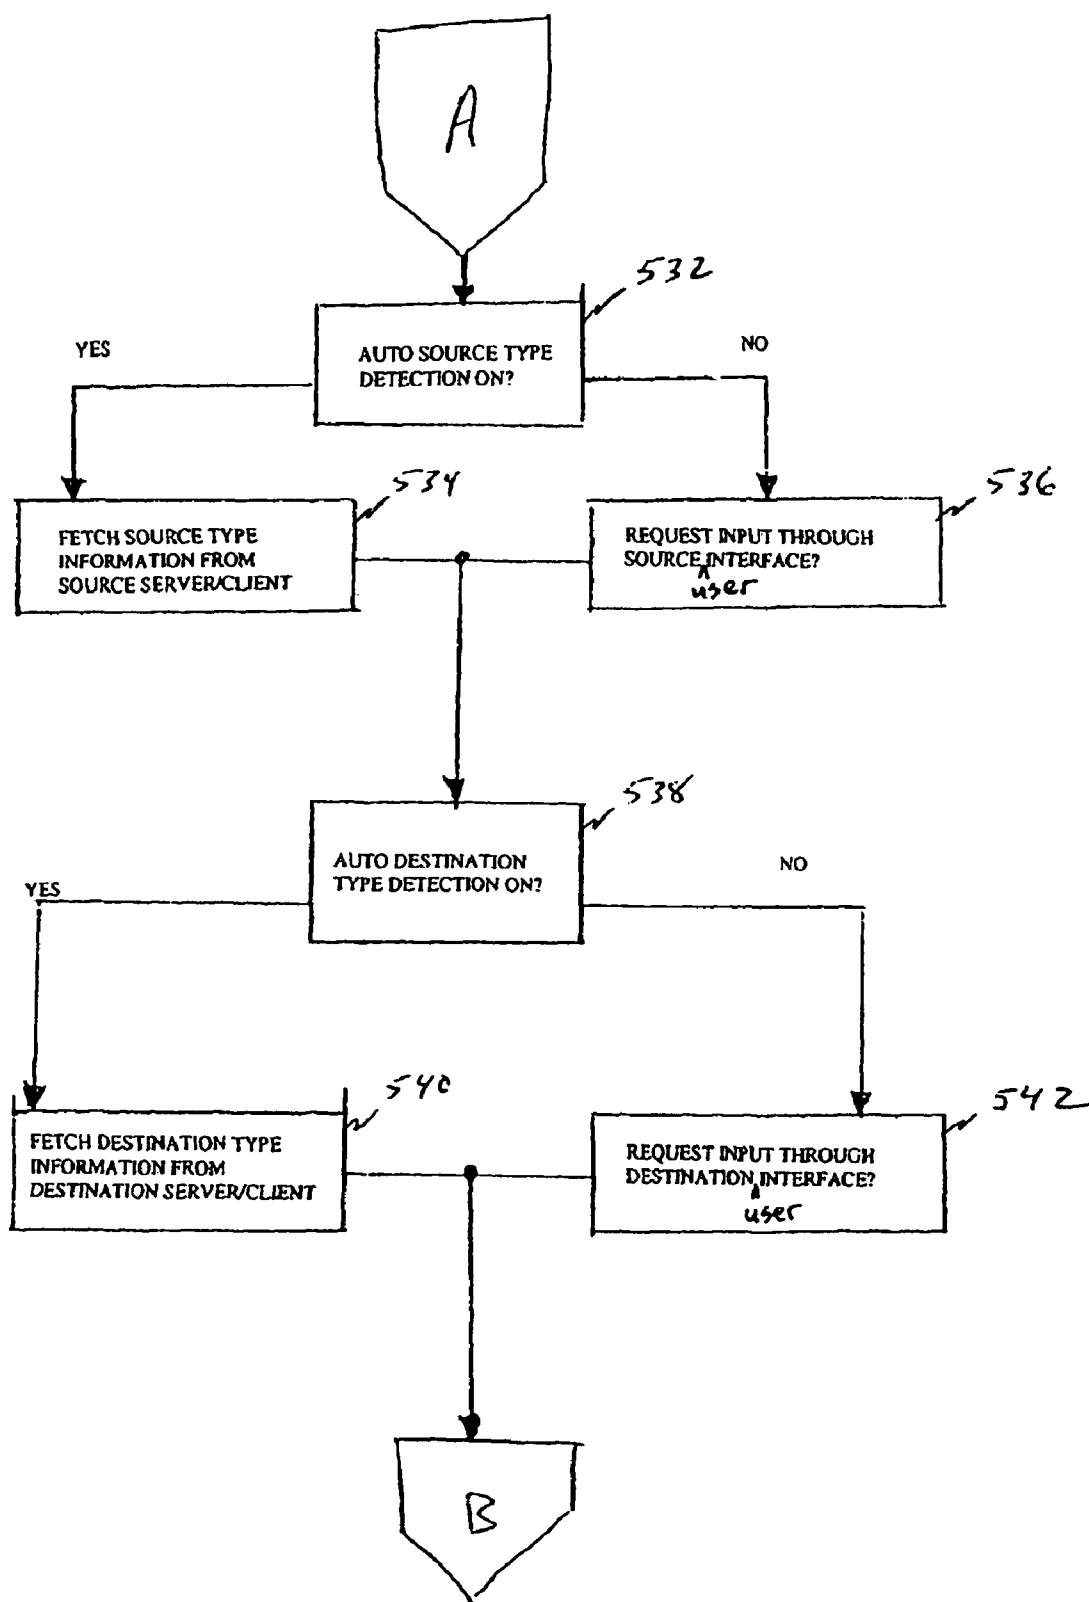 A
532
YES
AUTO SOURCE TYPE
DETECTION ON?
NO
534
FETCH SOURCE TYPE
INFORMATION FROM
SOURCE SERVER/CLIENT
536
REQUEST INPUT THROUGH
SOURCE ^ INTERFACE?
user
538
YES
AUTO DESTINATION
TYPE DETECTION ON?
NO
540
FETCH DESTINATION TYPE
INFORMATION FROM
DESTINATION SERVER/CLIENT
542
REQUEST INPUT THROUGH
DESTINATION ^ INTERFACE?
user
B